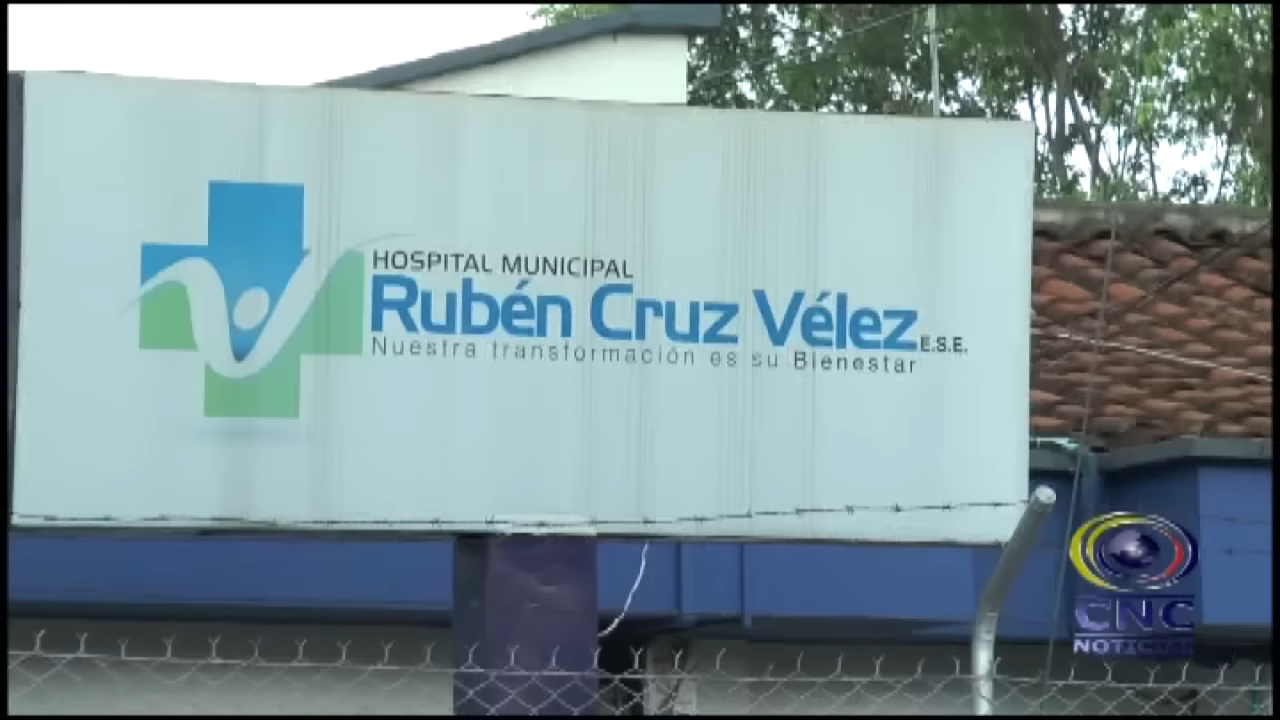 HOSPITAL MUNICIPAL
Rubén Cruz Vélez E.S.E.
Nuestra transformación es su Bienestar
CNC
NOTICIAS